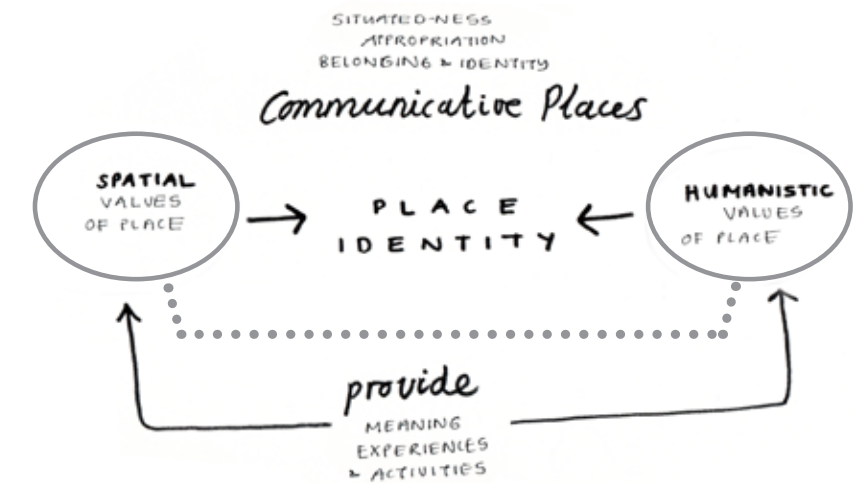 SITUATED-NESS
APPROPRIATION
BELONGING & IDENTITY
Communicative Places
SPATIAL
VALUES
OF PLACE
PLACE
IDENTITY
HUMANISTIC
VALUES
OF PLACE
provide
MEANING
EXPERIENCES
& ACTIVITIES